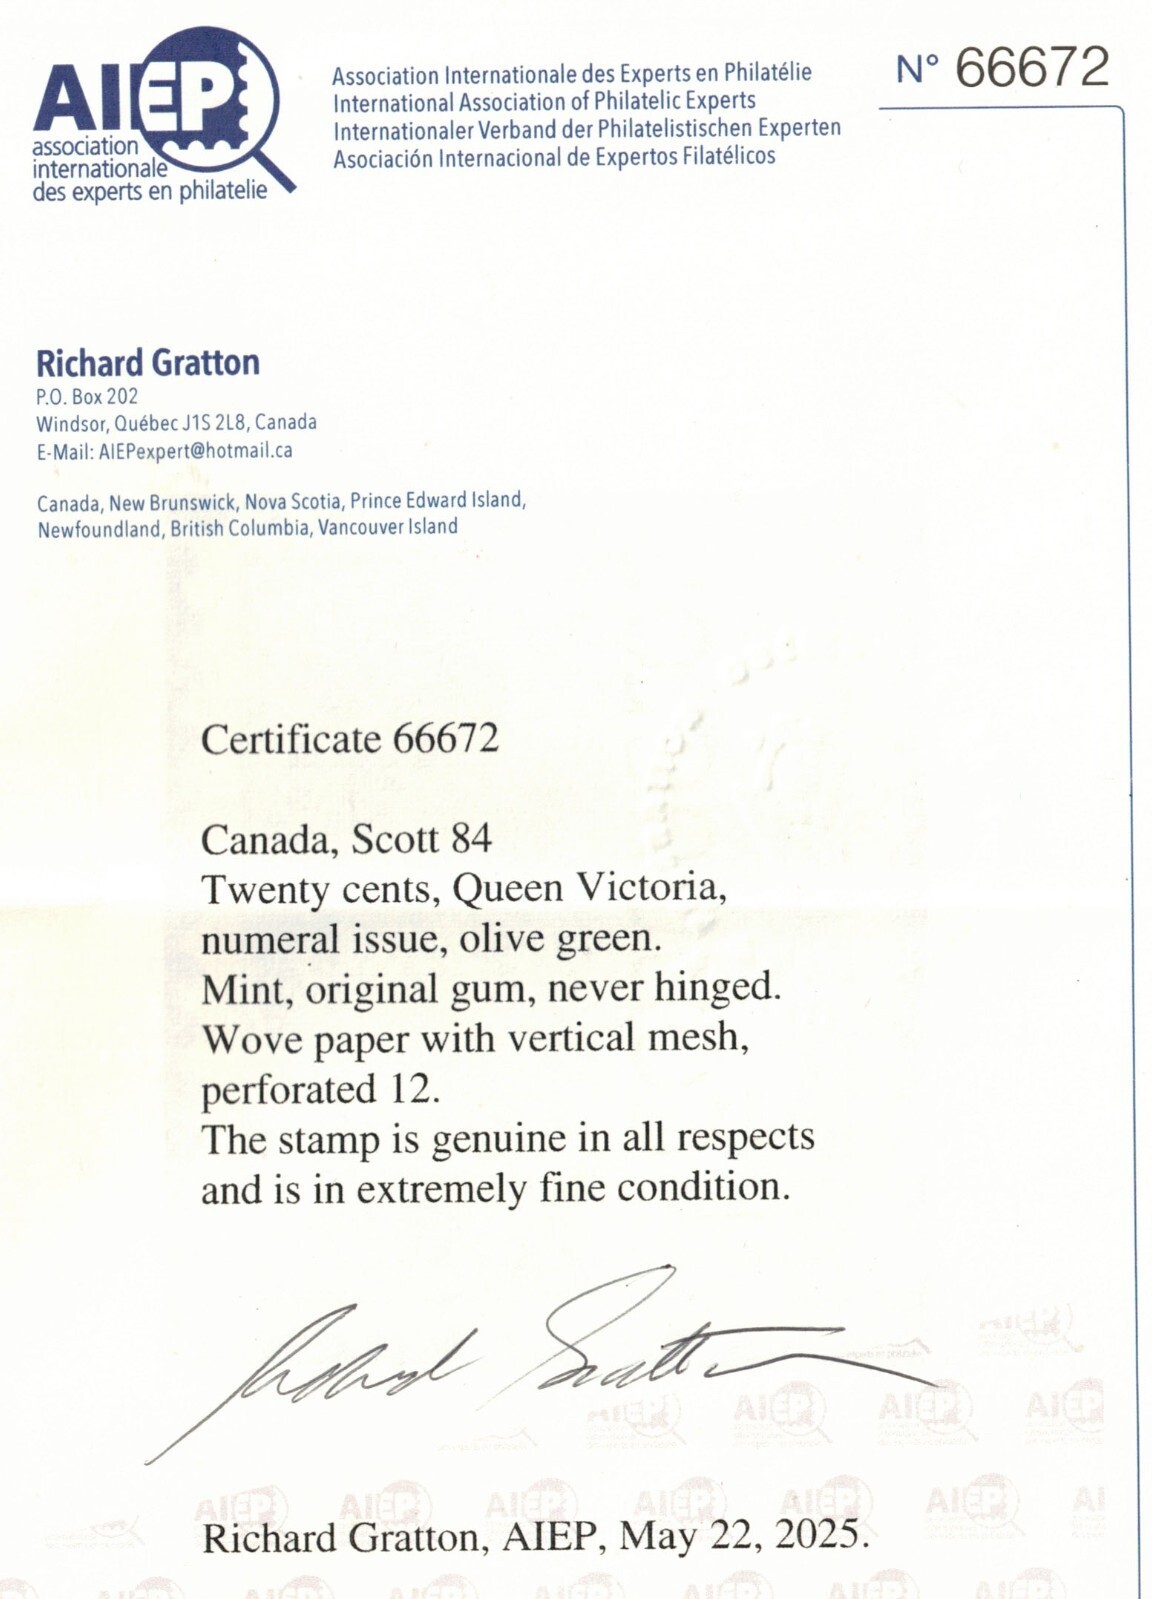 AIEP
association
internationale
des experts en philatelie
Association Internationale des Experts en Philatélie
International Association of Philatelic Experts
Internationaler Verband der Philatelistischen Experten
Asociación Internacional de Expertos Filatélicos
N° 66672
Richard Gratton
P.O. Box 202
Windsor, Québec J1S 2L8, Canada
E-Mail: AIEPexpert@hotmail.ca
Canada, New Brunswick, Nova Scotia, Prince Edward Island,
Newfoundland, British Columbia, Vancouver Island
Certificate 66672
Canada, Scott 84
Twenty cents, Queen Victoria,
numeral issue, olive green.
Mint, original gum, never hinged.
Wove paper with vertical mesh,
perforated 12.
The stamp is genuine in all respects
and is in extremely fine condition.
Richard Gratton
Richard Gratton, AIEP, May 22, 2025.